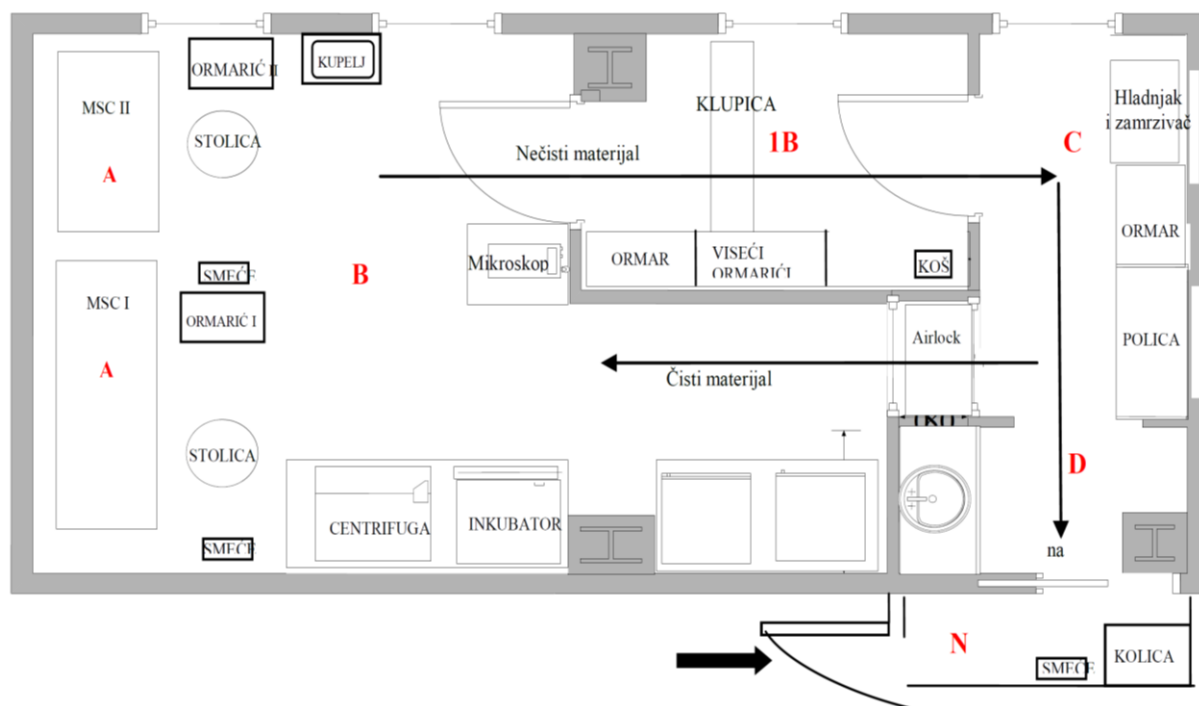 MSC II
A
ORMARIĆ II
KUPELJ
STOLICA
KLUPICA
1B
Nečisti materijal
C
Hladnjak
i zamrzivač
SMEĆE
B
Mikroskop
ORMAR
VISEĆI
ORMARIĆI
KOŠ
ORMAR
MSC I
A
ORMARIĆ I
Airlock
POLICA
Čisti materijal
STOLICA
D
CENTRIFUGA
INKUBATOR
SMEĆE
na
N
SMEĆE
KOLICA